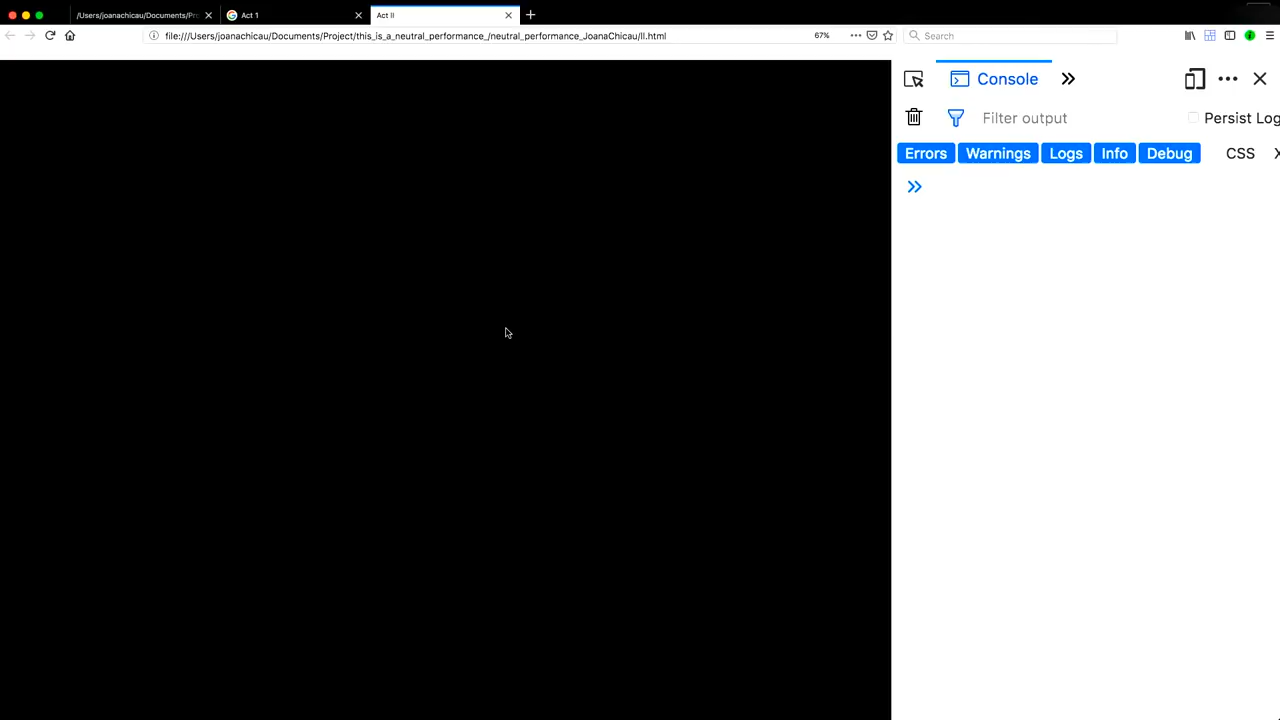 /Users/joanachicau/Documents/Pr
Act 1
Act II
file:///Users/joanachicau/Documents/Project/this_is_a_neutral_performance_/neutral_performance_JoanaChicau/II.html
67%
Search
Console
Filter output
Persist Log
Errors
Warnings
Logs
Info
Debug
CSS
X